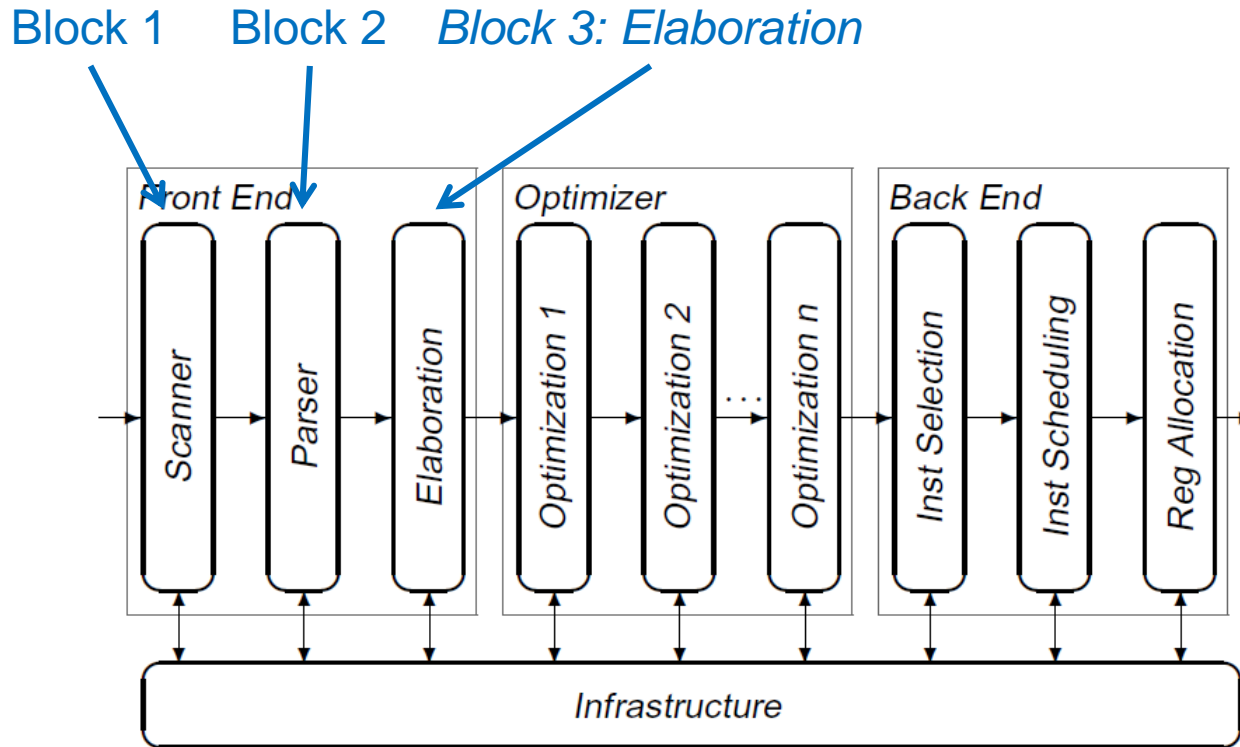 Block 1 Block 2 Block 3: Elaboration
Front End
Optimizer
Back End
Scanner
Parser
Elaboration
Optimization 1
Optimization 2
...
Optimization n
Inst Selection
Inst Scheduling
Reg Allocation
Infrastructure